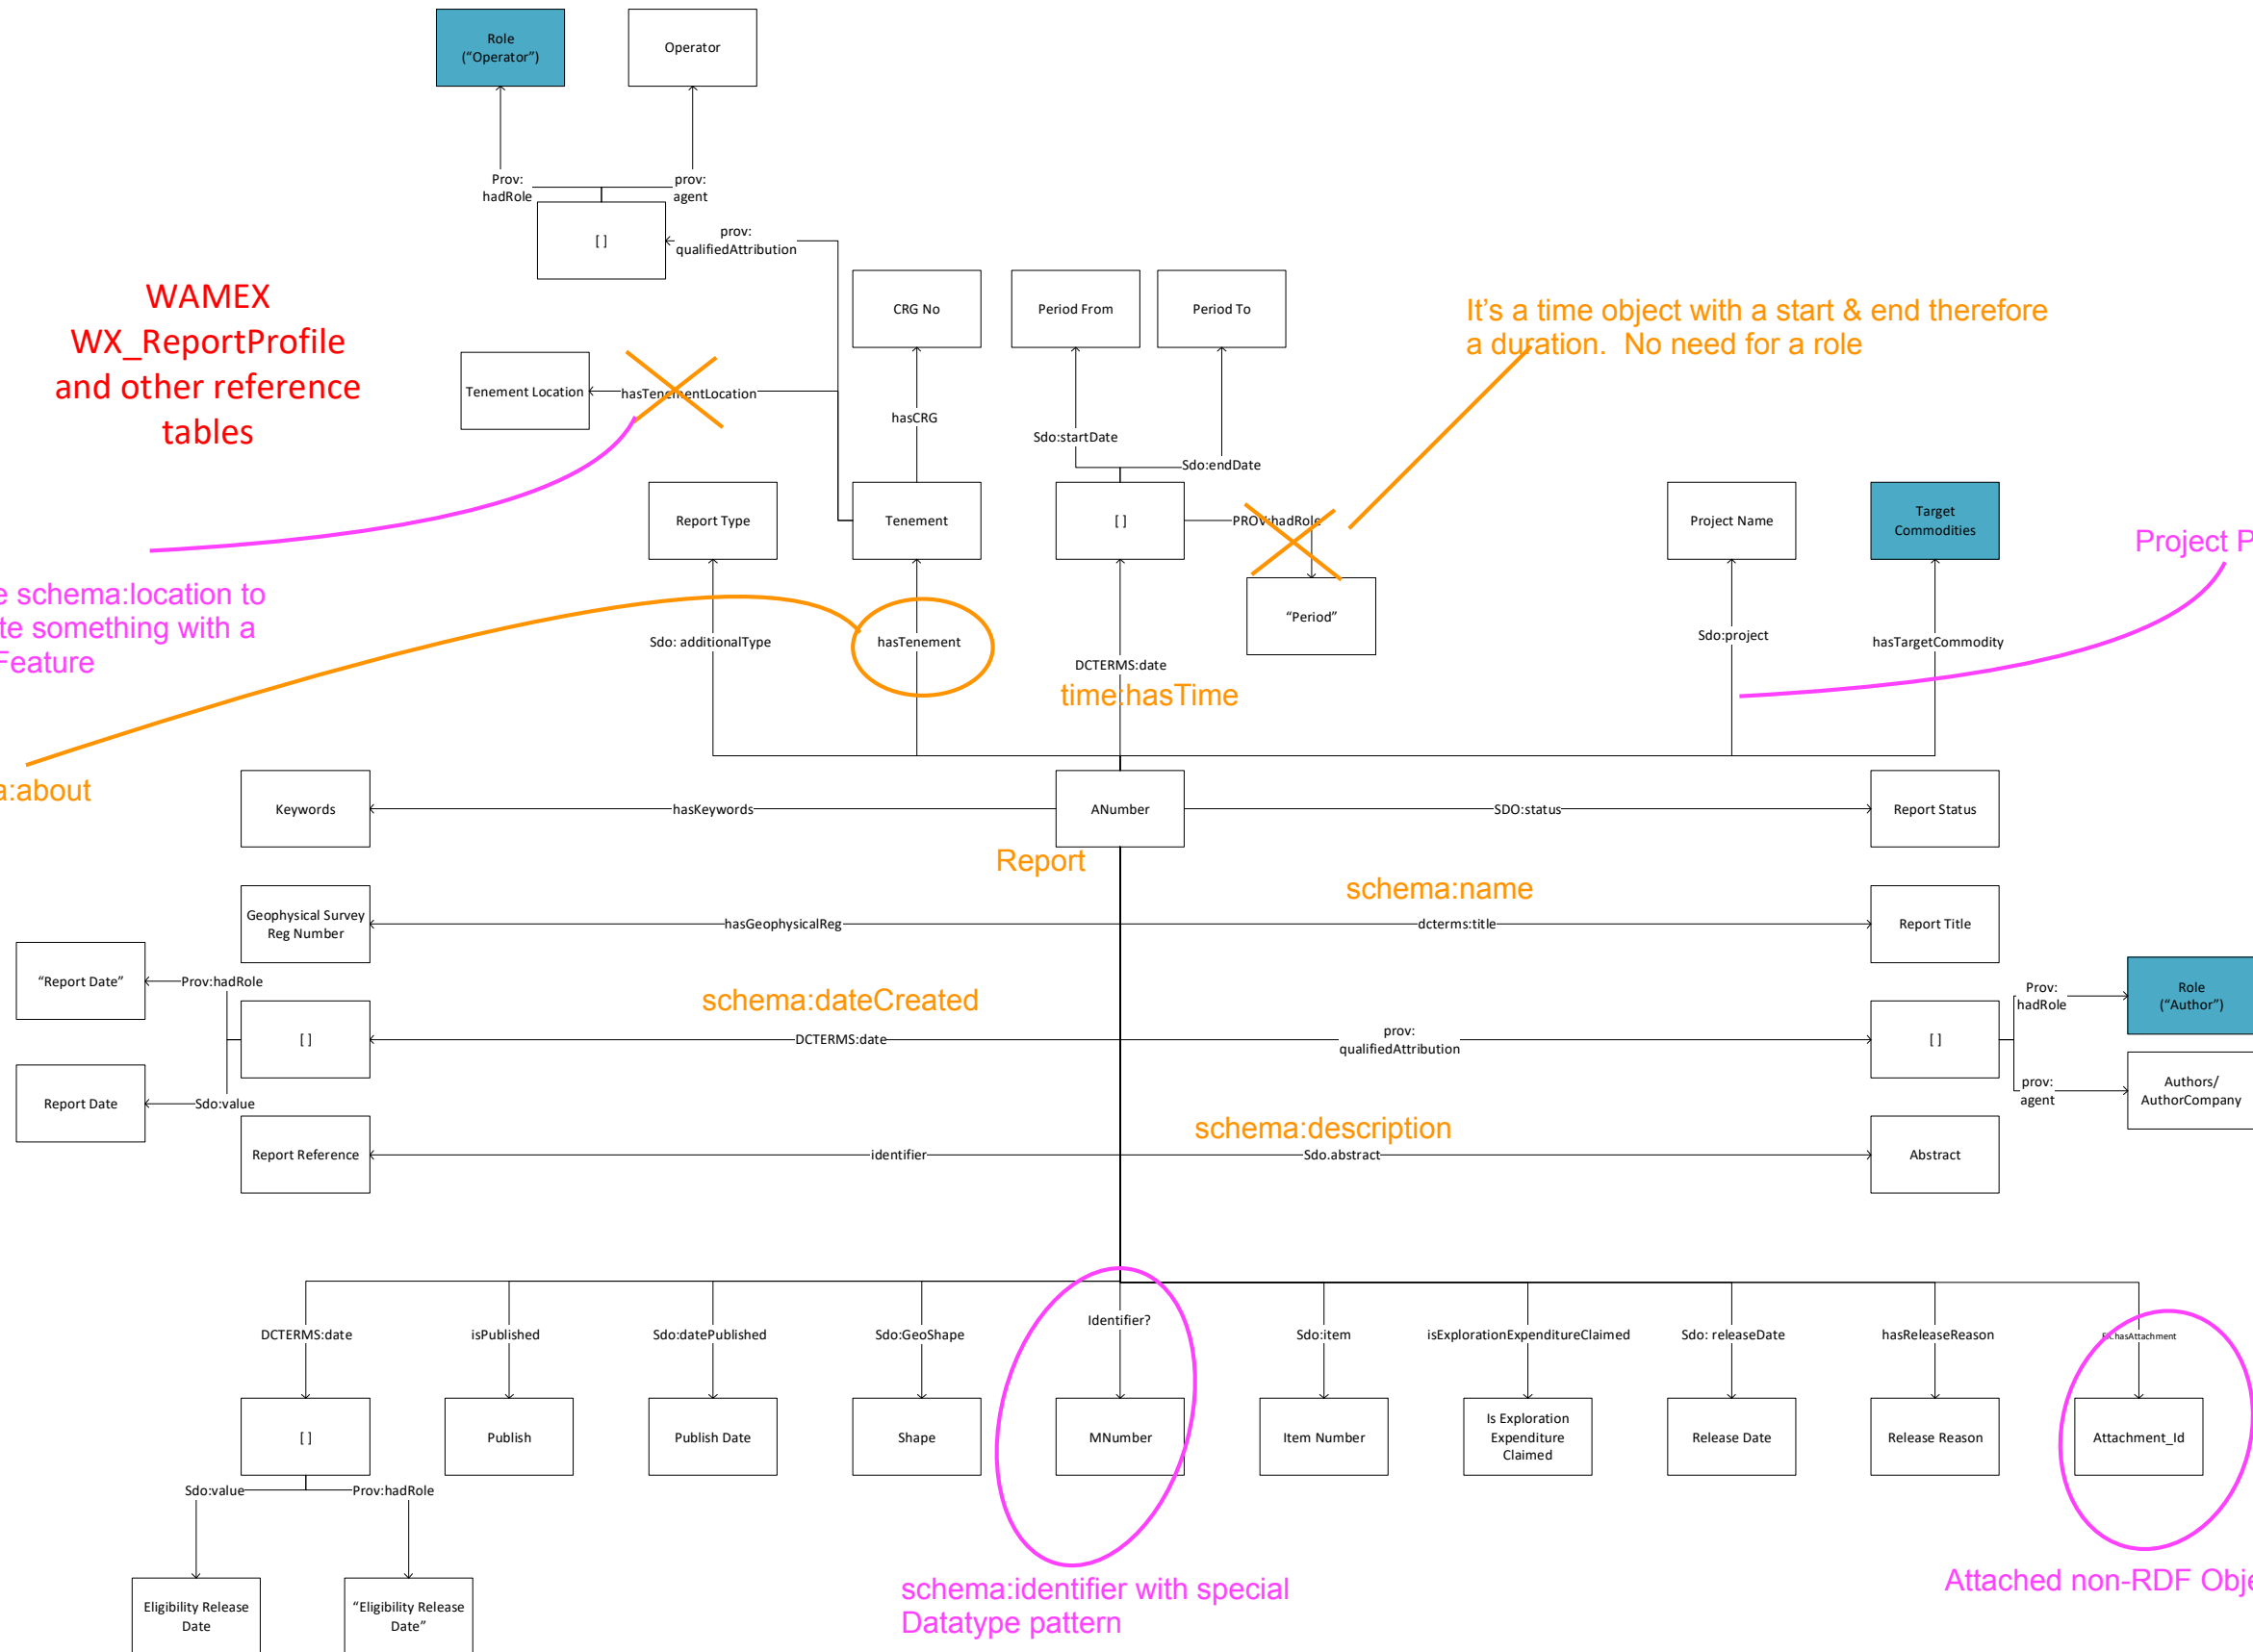 Role
(“Operator”)
Operator
Prov:
hadRole
prov:
agent
[ ]
prov:
qualifiedAttribution
WAMEX
WX_ReportProfile
and other reference
tables
CRG No
Period From
Period To
It’s a time object with a start & end therefore
a duration.  No need for a role
Tenement Location
hasTenementLocation
hasCRG
Sdo:startDate
Sdo:endDate
Report Type
Tenement
[ ]
PROV:hadRole
Project Name
Target
Commodities
Project P
schema:location to
something with a
Feature
“Period”
Sdo: additionalType
hasTenement
DCTERMS:date
time:hasTime
Sdo:project
hasTargetCommodity
a:about
Keywords
hasKeywords
ANumber
SDO:status
Report Status
Report
schema:name
Geophysical Survey
Reg Number
hasGeophysicalReg
dcterms:title
Report Title
“Report Date”
Prov:hadRole
schema:dateCreated
[ ]
DCTERMS:date
prov:
qualifiedAttribution
[ ]
Prov:
hadRole
Role
(“Author”)
Report Date
Sdo:value
prov:
agent
Authors/
AuthorCompany
schema:description
Report Reference
identifier
Sdo.abstract
Abstract
DCTERMS:date
isPublished
Sdo:datePublished
Sdo:GeoShape
Identifier?
Sdo:item
isExplorationExpenditureClaimed
Sdo: releaseDate
hasReleaseReason
hasAttachment
[ ]
Publish
Publish Date
Shape
MNumber
Item Number
Is Exploration
Expenditure
Claimed
Release Date
Release Reason
Attachment_Id
Sdo:value
Prov:hadRole
Eligibility Release
Date
“Eligibility Release
Date”
schema:identifier with special
Datatype pattern
Attached non-RDF Obje